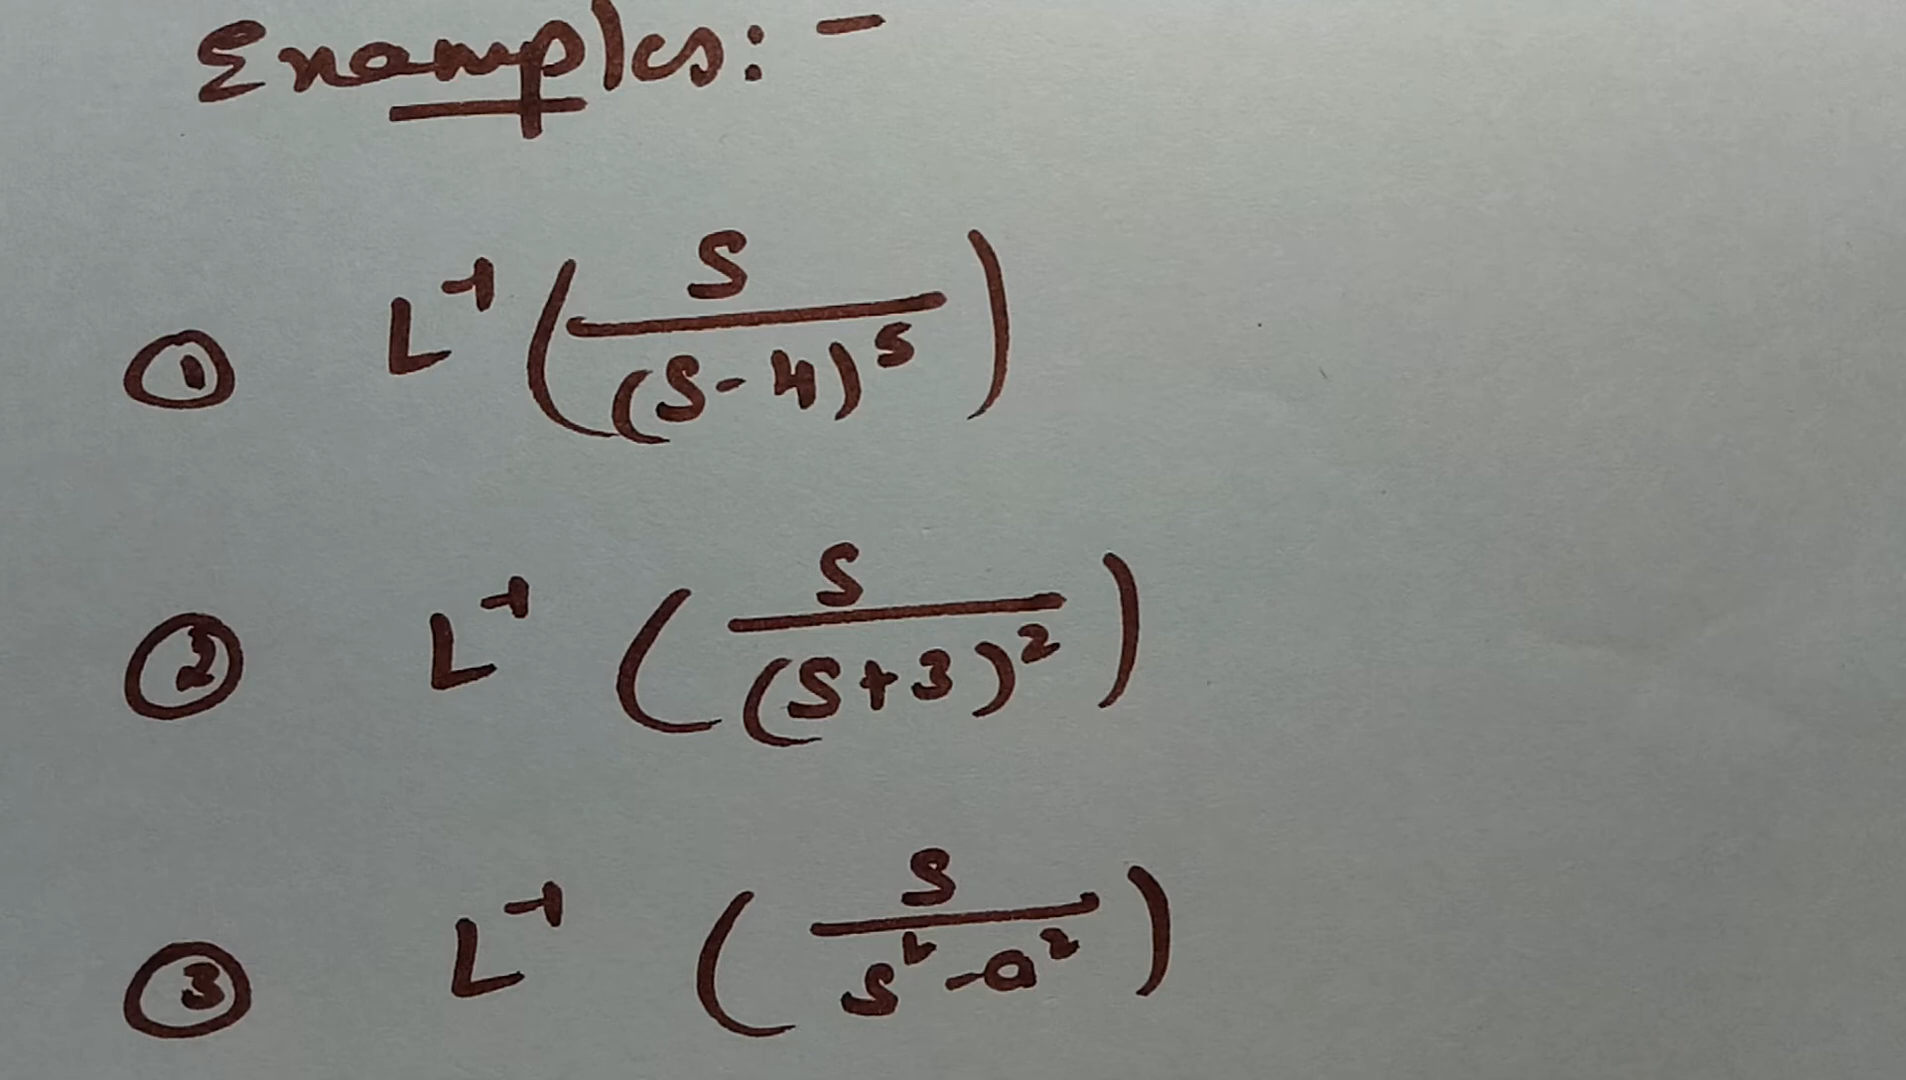 Examples:-
① L⁻¹ ( S / (S-4)⁵ )
② L⁻¹ ( S / (S+3)² )
③ L⁻¹ ( S / S²-a² )